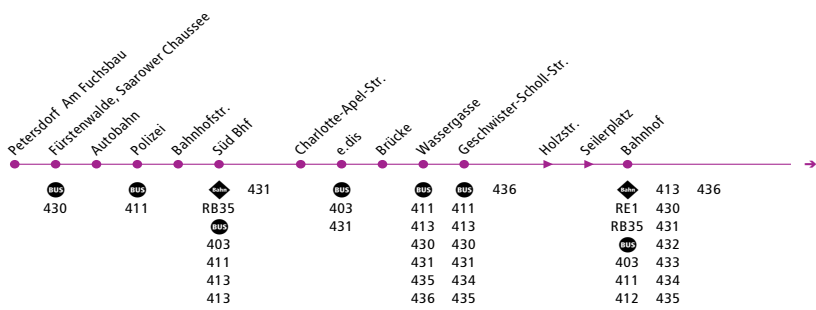 Petersdorf Am Fuchsbau
Fürstenwalde, Saarower Chaussee
Autobahn
Polizei
Bahnhofstr.
Süd Bhf
Charlotte-Apel-Str.
e.dis
Brücke
Wassergasse
Geschwister-Scholl-Str.
Holzstr.
Seilerplatz
Bahnhof
BUS
430
BUS
411
Bahn 431
RB35
BUS
403
411
413
413
BUS
403
431
BUS
411
413
430
431
435
436
BUS 436
411
413
430
431
434
435
Bahn 413 436
RE1 430
RB35 431
BUS 432
403 433
411 434
412 435